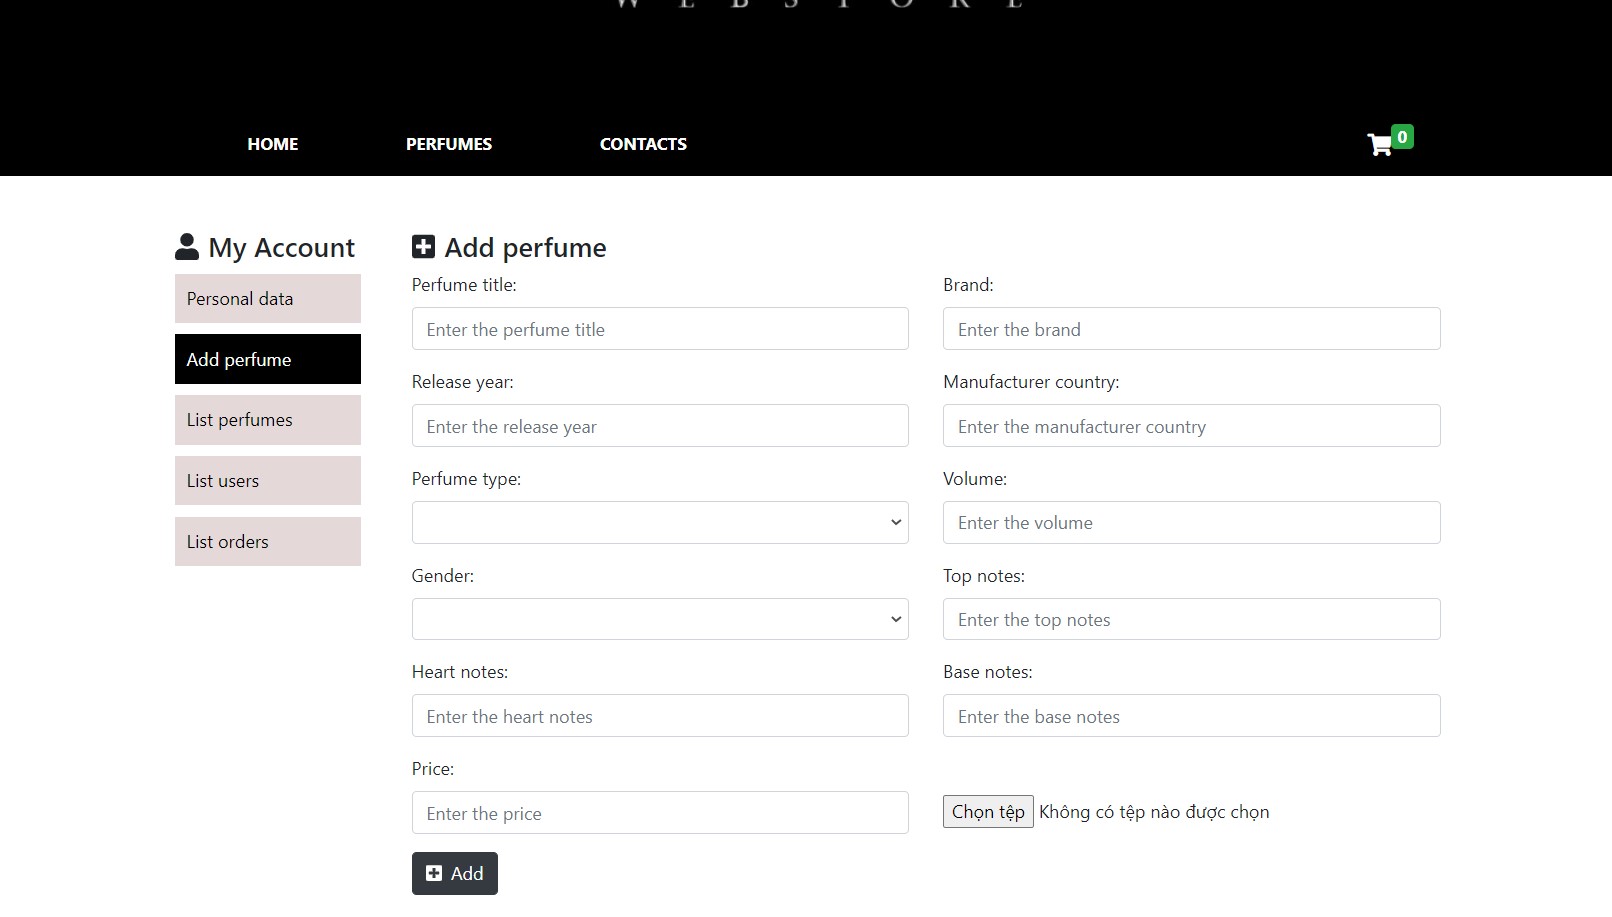 WEBSTORE
HOME PERFUMES CONTACTS 0
My Account
Personal data
Add perfume
List perfumes
List users
List orders
Add perfume
Perfume title: Brand:
Enter the perfume title Enter the brand
Release year: Manufacturer country:
Enter the release year Enter the manufacturer country
Perfume type: Volume:
Enter the volume
Gender: Top notes:
Enter the top notes
Heart notes: Base notes:
Enter the heart notes Enter the base notes
Price:
Enter the price Chọn tệp Không có tệp nào được chọn
Add